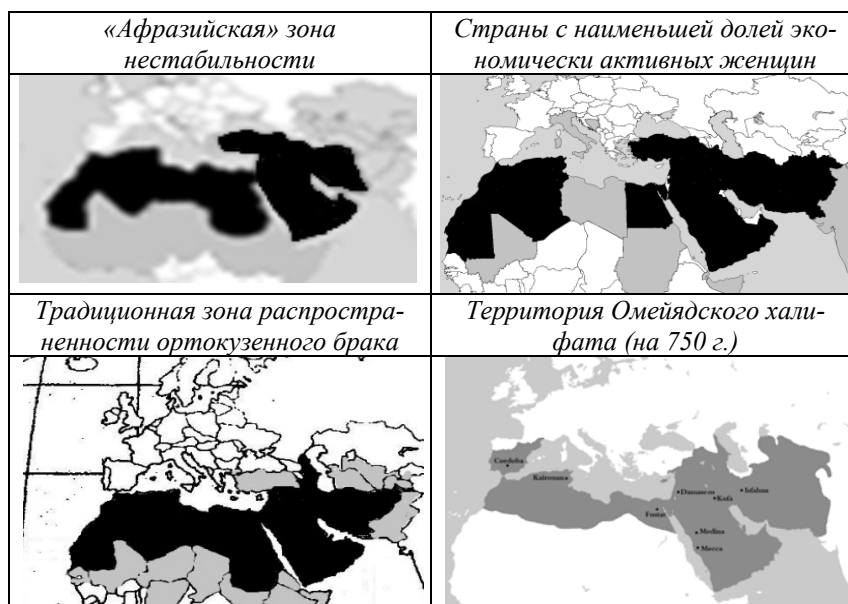 «Афразийская» зона
нестабильности
Страны с наименьшей долей эко-
номически активных женщин
Традиционная зона распростра-
ненности ортокузенного брака
Территория Омейядского хали-
фата (на 750 г.)
Cordoba
Kairouan
Damascus
Isfahan
Kufa
Fustat
Medina
Mecca